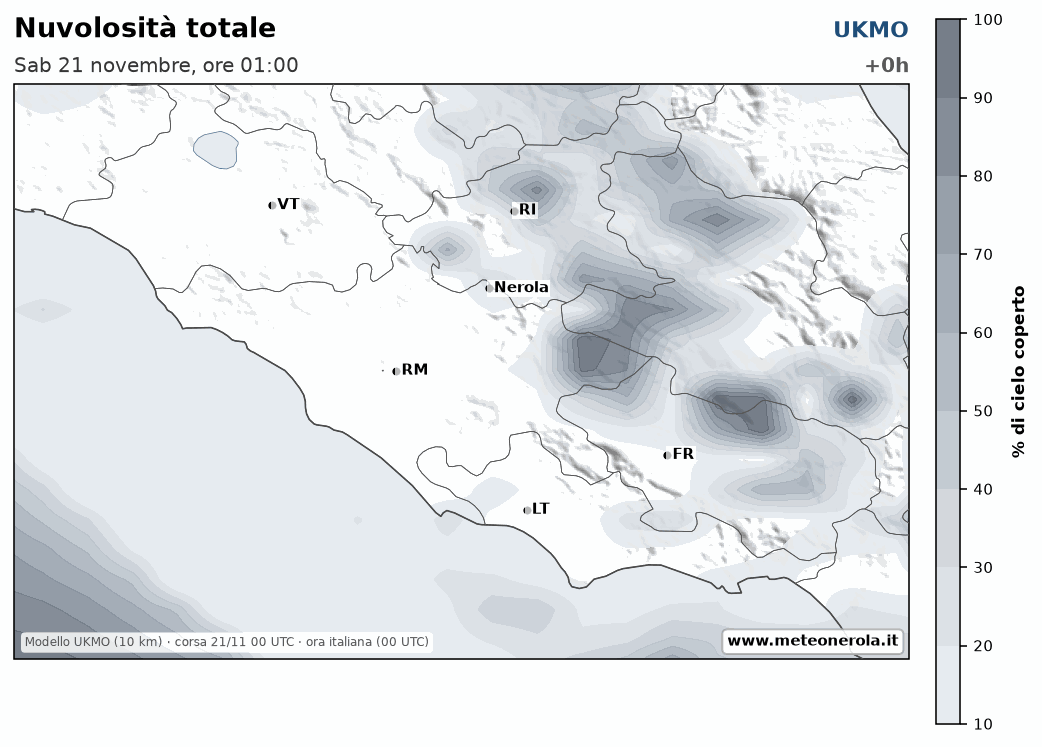 Nuvolosità totale
UKMO
Sab 21 novembre, ore 01:00
+0h
100
90
80
70
60
50
40
30
20
10
% di cielo coperto
VT
RI
Nerola
RM
FR
LT
Modello UKMO (10 km) · corsa 21/11 00 UTC · ora italiana (00 UTC)
www.meteonerola.it